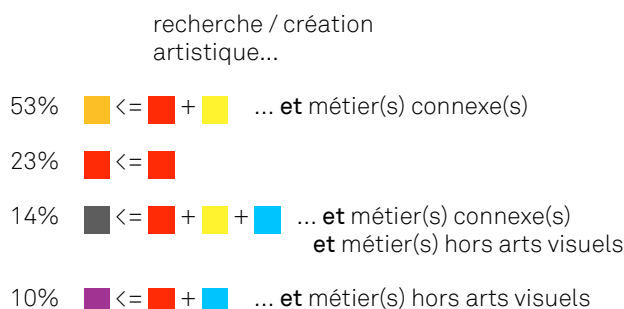 recherche / création
artistique...
53% <= + ... et métier(s) connexe(s)
23% <=
14% <= + + ... et métier(s) connexe(s)
et métier(s) hors arts visuels
10% <= + ... et métier(s) hors arts visuels